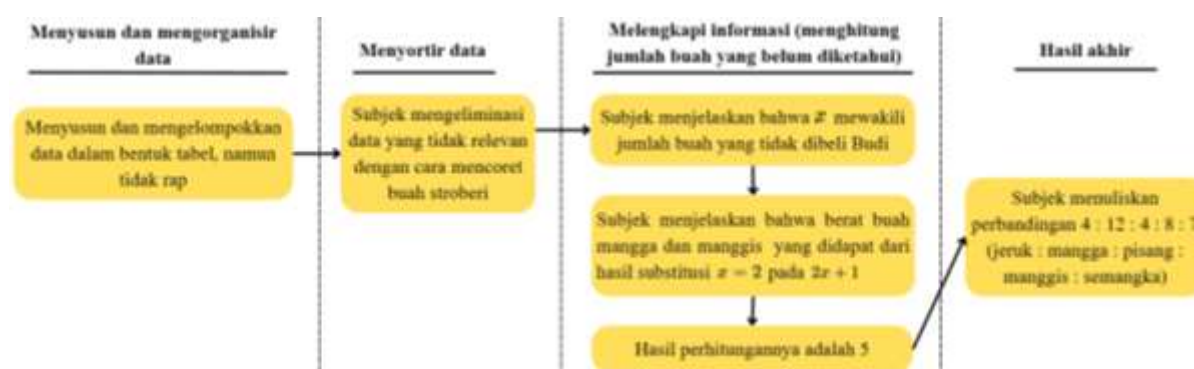 Menyusun dan mengorganisir
data
Menyusun dan mengelompokkan
data dalam bentuk tabel, namun
tidak rap
Menyortir data
Subjek mengeliminasi
data yang tidak relevan
dengan cara mencoret
buah stroberi
Melengkapi informasi (menghitung
jumlah buah yang belum diketahui)
Subjek menjelaskan bahwa x mewakili
jumlah buah yang tidak dibeli Budi
Subjek menjelaskan bahwa berat buah
mangga dan manggis yang didapat dari
hasil substitusi x = 2 pada 2x + 1
Hasil perhitungannya adalah 5
Hasil akhir
Subjek menuliskan
perbandingan 4 : 12 : 4 : 8 : 7
(jeruk : mangga : pisang :
manggis : semangka)